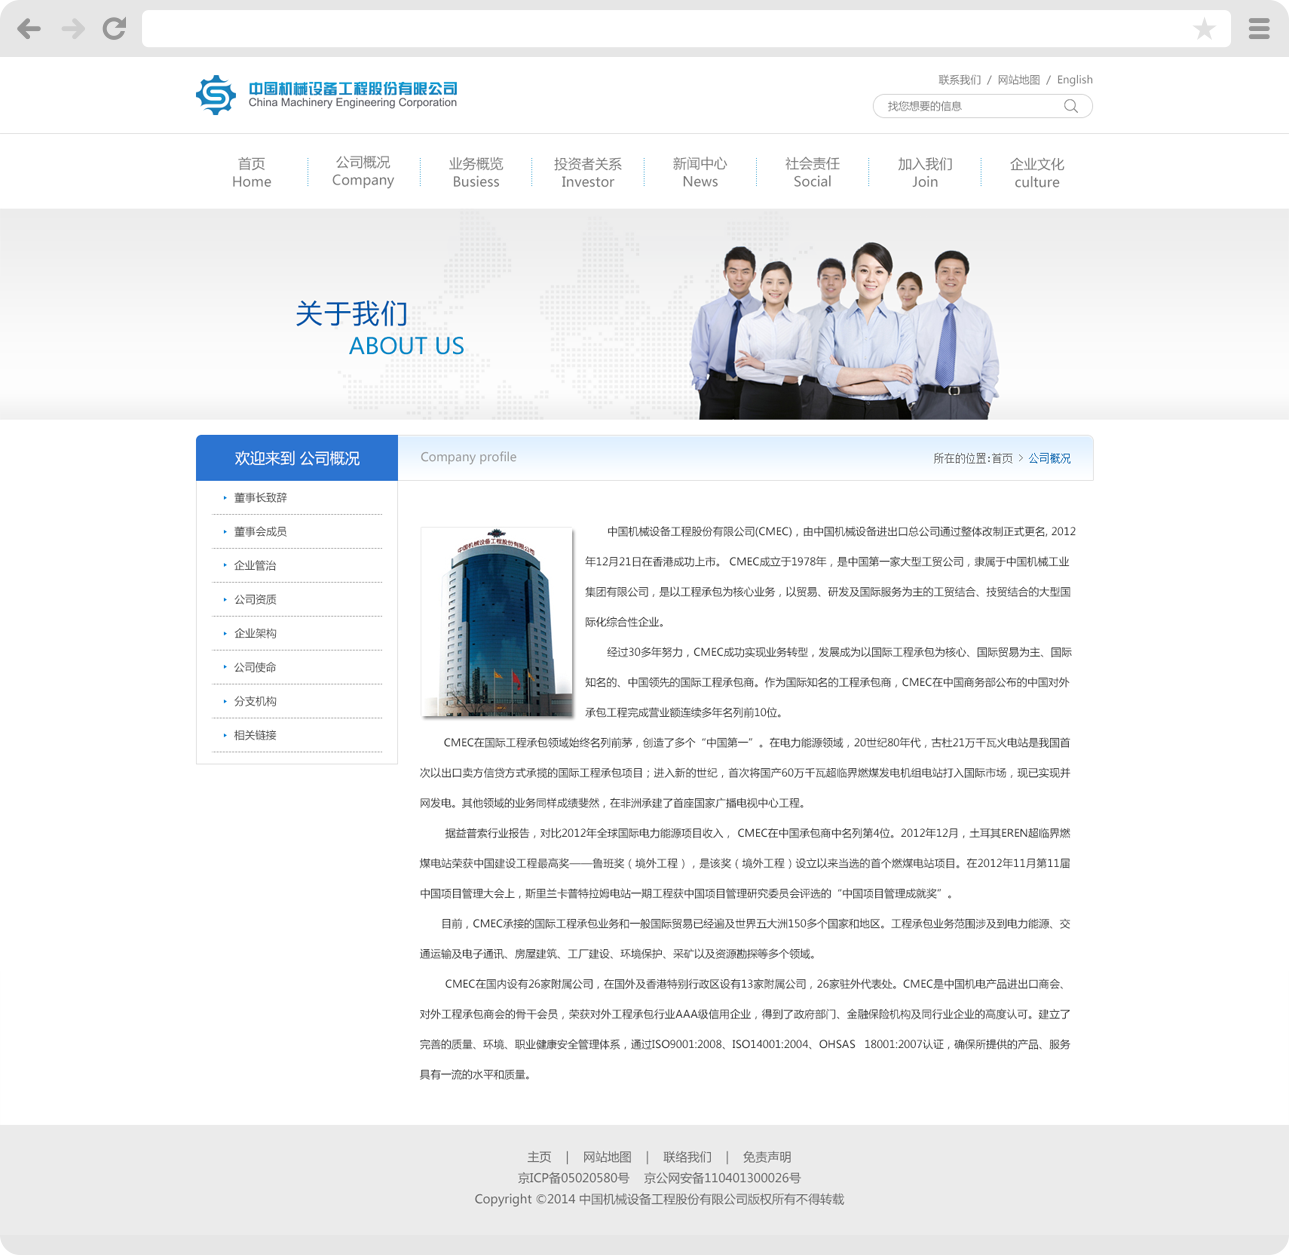 中国机械设备工程股份有限公司
China Machinery Engineering Corporation
联系我们 / 网站地图 / English
找您想要的信息
首页 公司概况 业务概览 投资者关系 新闻中心 社会责任 加入我们 企业文化
Home Company Busiess Investor News Social Join culture
关于我们
ABOUT US
欢迎来到 公司概况
Company profile
所在的位置:首页 > 公司概况
董事长致辞
董事会成员
企业管治
公司资质
企业架构
公司使命
分支机构
相关链接
中国机械设备工程股份有限公司
中国机械设备工程股份有限公司(CMEC)，由中国机械设备进出口总公司通过整体改制正式更名, 2012
年12月21日在香港成功上市。 CMEC成立于1978年，是中国第一家大型工贸公司，隶属于中国机械工业
集团有限公司，是以工程承包为核心业务，以贸易、研发及国际服务为主的工贸结合、技贸结合的大型国
际化综合性企业。
经过30多年努力，CMEC成功实现业务转型，发展成为以国际工程承包为核心、国际贸易为主、国际
知名的、中国领先的国际工程承包商。作为国际知名的工程承包商，CMEC在中国商务部公布的中国对外
承包工程完成营业额连续多年名列前10位。
CMEC在国际工程承包领域始终名列前茅，创造了多个“中国第一”。在电力能源领域，20世纪80年代，古杜21万千瓦火电站是我国首
次以出口卖方信贷方式承揽的国际工程承包项目；进入新的世纪，首次将国产60万千瓦超临界燃煤发电机组电站打入国际市场，现已实现并
网发电。其他领域的业务同样成绩斐然，在非洲承建了首座国家广播电视中心工程。
据益普索行业报告，对比2012年全球国际电力能源项目收入， CMEC在中国承包商中名列第4位。2012年12月，土耳其EREN超临界燃
煤电站荣获中国建设工程最高奖——鲁班奖（境外工程），是该奖（境外工程）设立以来当选的首个燃煤电站项目。在2012年11月第11届
中国项目管理大会上，斯里兰卡普特拉姆电站一期工程获中国项目管理研究委员会评选的“中国项目管理成就奖”。
目前，CMEC承接的国际工程承包业务和一般国际贸易已经遍及世界五大洲150多个国家和地区。工程承包业务范围涉及到电力能源、交
通运输及电子通讯、房屋建筑、工厂建设、环境保护、采矿以及资源勘探等多个领域。
CMEC在国内设有26家附属公司，在国外及香港特别行政区设有13家附属公司，26家驻外代表处。CMEC是中国机电产品进出口商会、
对外工程承包商会的骨干会员，荣获对外工程承包行业AAA级信用企业，得到了政府部门、金融保险机构及同行业企业的高度认可。建立了
完善的质量、环境、职业健康安全管理体系，通过ISO9001:2008、ISO14001:2004、OHSAS 18001:2007认证，确保所提供的产品、服务
具有一流的水平和质量。
主页 | 网站地图 | 联络我们 | 免责声明
京ICP备05020580号 京公网安备110401300026号
Copyright ©2014 中国机械设备工程股份有限公司版权所有不得转载